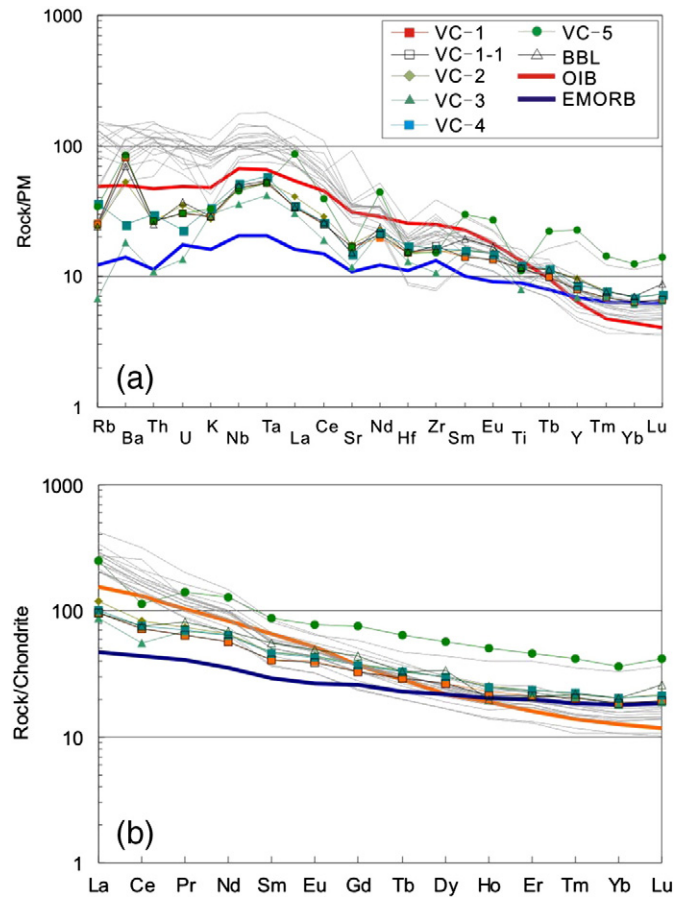 (a)
1000
100
10
1
Rock/PM
VC-1
VC-1-1
VC-2
VC-3
VC-4
VC-5
BBL
OIB
EMORB
Rb Ba Th U K Nb Ta La Ce Sr Nd Hf Zr Sm Eu Ti Tb Y Tm Yb Lu
(b)
1000
100
10
1
Rock/Chondrite
La Ce Pr Nd Sm Eu Gd Tb Dy Ho Er Tm Yb Lu